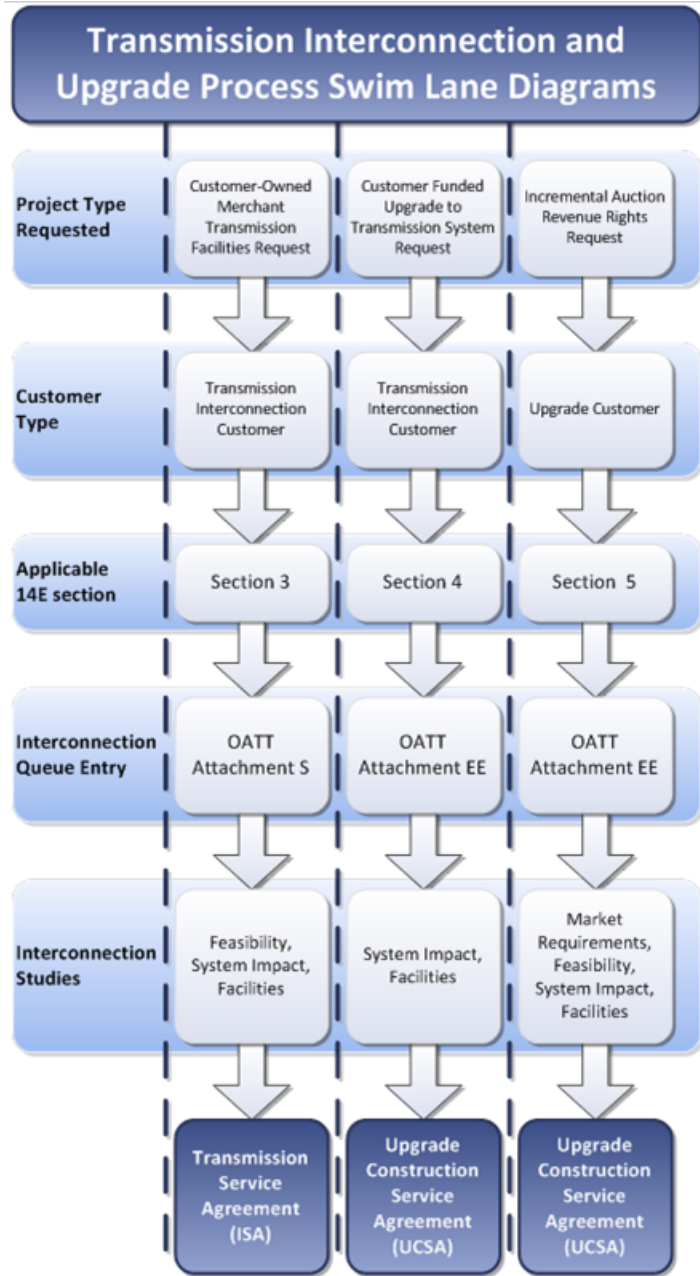 Transmission Interconnection and
Upgrade Process Swim Lane Diagrams
Project Type
Requested
Customer-Owned
Merchant
Transmission
Facilities Request
Customer Funded
Upgrade to
Transmission System
Request
Incremental Auction
Revenue Rights
Request
Customer
Type
Transmission
Interconnection
Customer
Transmission
Interconnection
Customer
Upgrade Customer
Applicable
14E section
Section 3
Section 4
Section 5
Interconnection
Queue Entry
OATT
Attachment S
OATT
Attachment EE
OATT
Attachment EE
Interconnection
Studies
Feasibility,
System Impact,
Facilities
System Impact,
Facilities
Market
Requirements,
Feasibility,
System Impact,
Facilities
Transmission
Service
Agreement
(ISA)
Upgrade
Construction
Service
Agreement
(UCSA)
Upgrade
Construction
Service
Agreement
(UCSA)